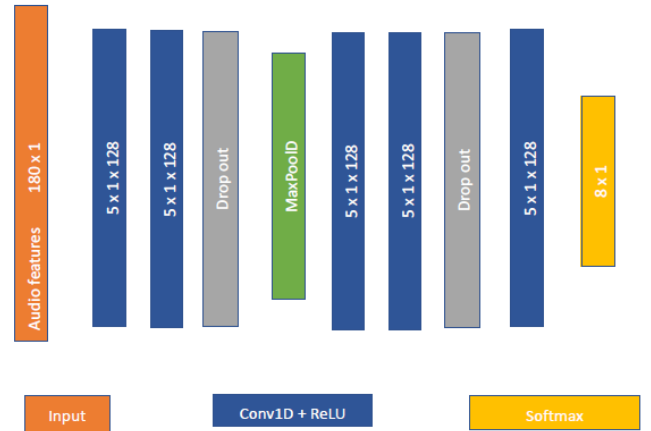 Audio features 180 x 1
5 x 1 x 128
5 x 1 x 128
Drop out
MaxPoolD
5 x 1 x 128
5 x 1 x 128
Drop out
5 x 1 x 128
8 x 1
Input
Conv1D + ReLU
Softmax